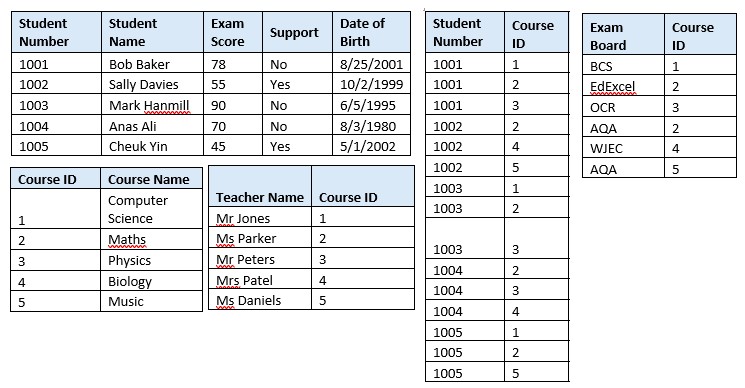 Student Number Student Name Exam Score Support Date of Birth
1001 Bob Baker 78 No 8/25/2001
1002 Sally Davies 55 Yes 10/2/1999
1003 Mark Hanmill 90 No 6/5/1995
1004 Anas Ali 70 No 8/3/1980
1005 Cheuk Yin 45 Yes 5/1/2002
Course ID Course Name
1 Computer Science
2 Maths
3 Physics
4 Biology
5 Music
Teacher Name Course ID
Mr Jones 1
Ms Parker 2
Mr Peters 3
Mrs Patel 4
Ms Daniels 5
Student Number Course ID
1001 1
1001 2
1001 3
1002 2
1002 4
1002 5
1003 1
1003 2
1003 3
1004 2
1004 3
1004 4
1005 1
1005 2
1005 5
Exam Board Course ID
BCS 1
EdExcel 2
OCR 3
AQA 2
WJEC 4
AQA 5